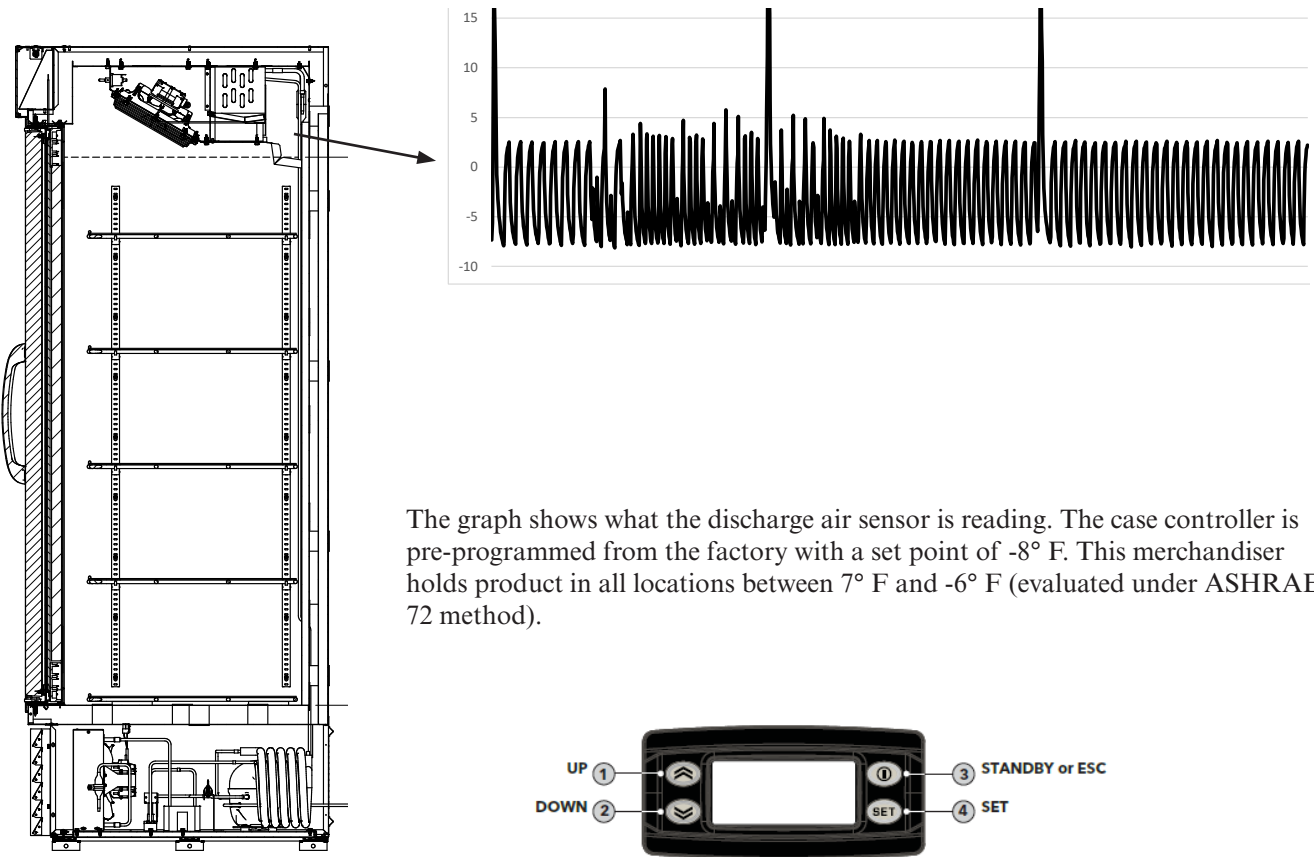 15
10
5
0
-5
-10
The graph shows what the discharge air sensor is reading. The case controller is
pre-programmed from the factory with a set point of -8° F. This merchandiser
holds product in all locations between 7° F and -6° F (evaluated under ASHRAE
72 method).
UP 1
3 STANDBY or ESC
DOWN 2
SET
4 SET